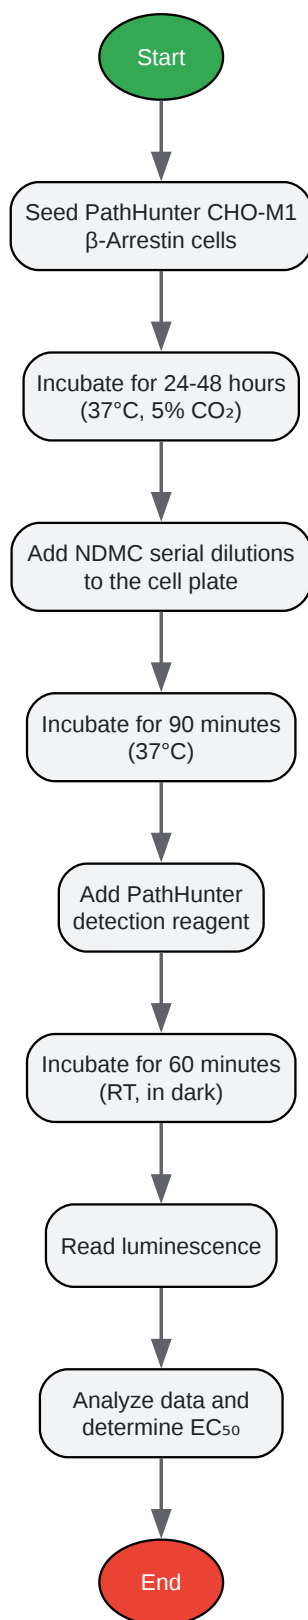 Start
Seed PathHunter CHO-M1
β-Arrestin cells
Incubate for 24-48 hours
(37°C, 5% CO₂)
Add NDMC serial dilutions
to the cell plate
Incubate for 90 minutes
(37°C)
Add PathHunter
detection reagent
Incubate for 60 minutes
(RT, in dark)
Read luminescence
Analyze data and
determine EC₅₀
End